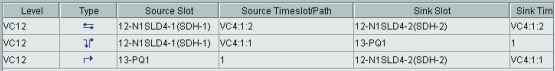 Level Type Source Slot Source Timeslot/Path Sink Slot Sink Tim
VC12 12-N1SLD4-1(SDH-1) VC4:1:2 12-N1SLD4-2(SDH-2) VC4:1:2
VC12 12-N1SLD4-1(SDH-1) VC4:1:1 13-PQ1 1
VC12 13-PQ1 1 12-N1SLD4-2(SDH-2) VC4:1:1